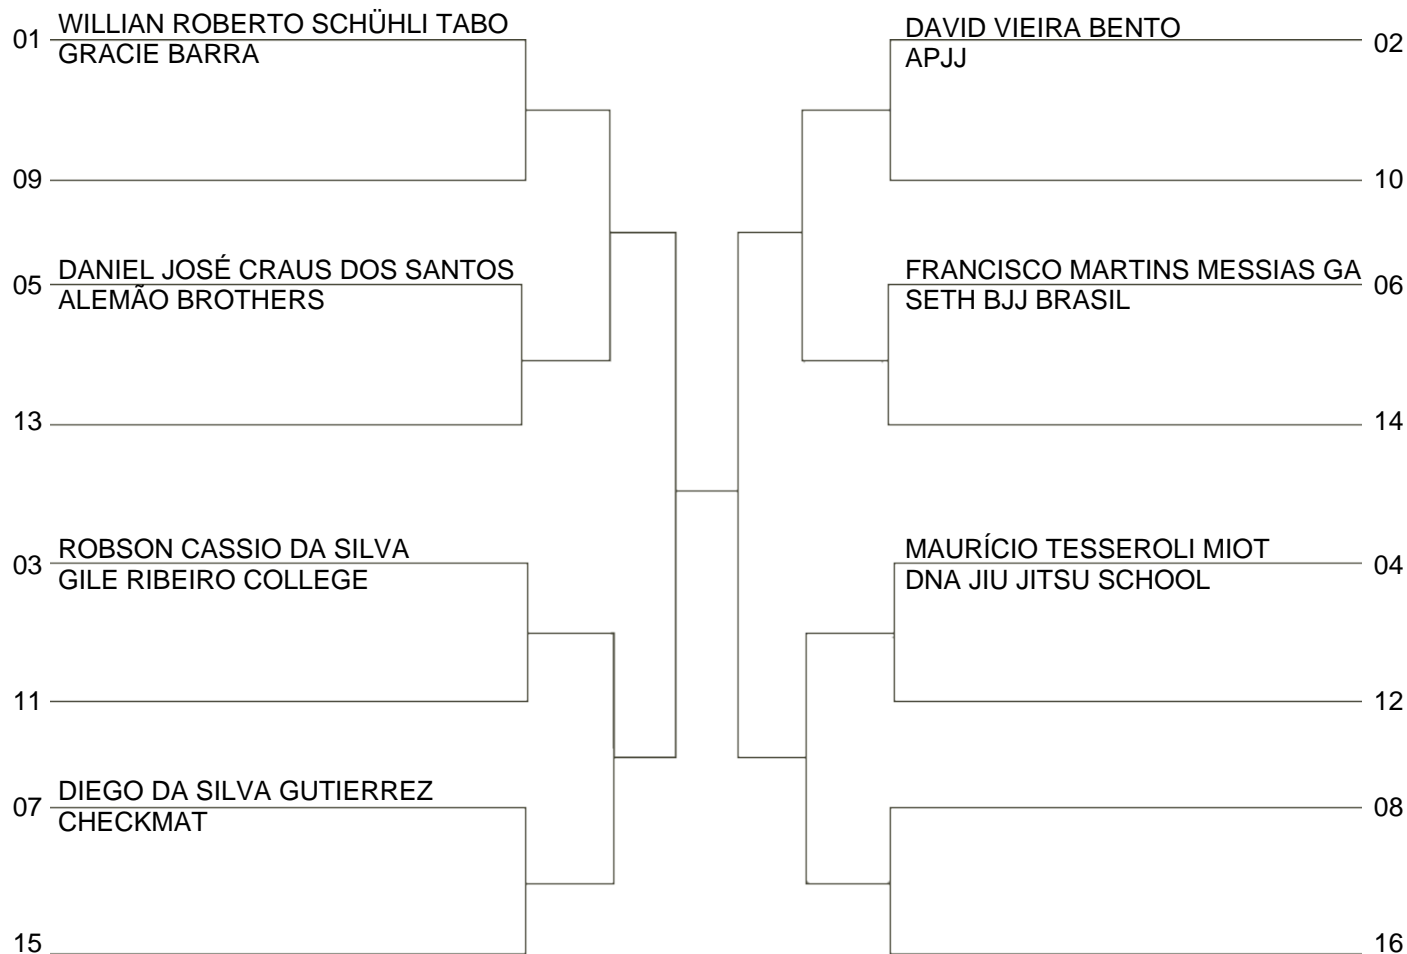 01
WILLIAN ROBERTO SCHÜHLI TABO
GRACIE BARRA
09
05
DANIEL JOSÉ CRAUS DOS SANTOS
ALEMÃO BROTHERS
13
03
ROBSON CASSIO DA SILVA
GILE RIBEIRO COLLEGE
11
07
DIEGO DA SILVA GUTIERREZ
CHECKMAT
15
DAVID VIEIRA BENTO
APJJ
02
10
FRANCISCO MARTINS MESSIAS GA
SETH BJJ BRASIL
06
14
MAURÍCIO TESSEROLI MIOT
DNA JIU JITSU SCHOOL
04
12
08
16